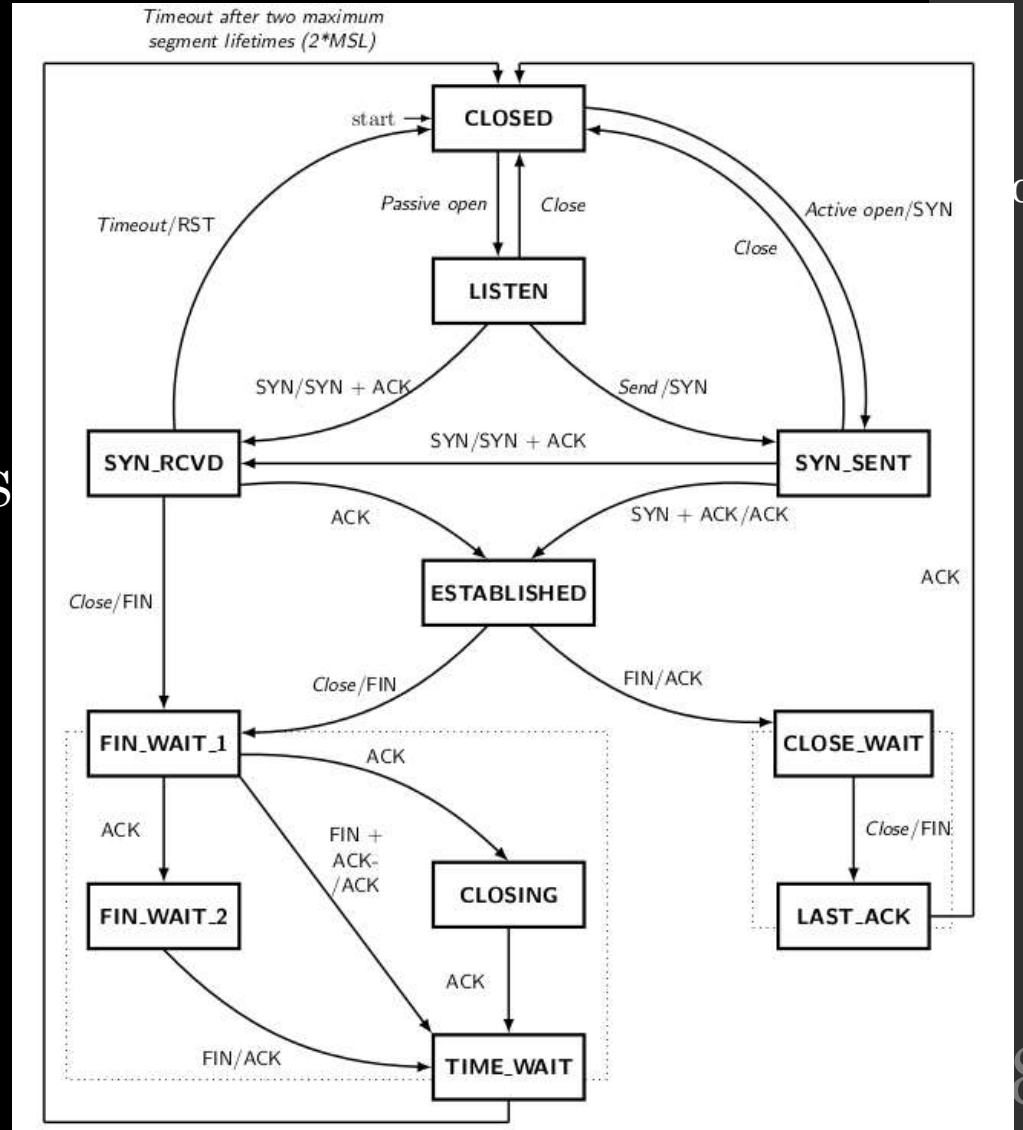 Timeout after two maximum
segment lifetimes (2*MSL)
start
CLOSED
Passive open
Close
Timeout/RST
Active open/SYN
Close
LISTEN
SYN/SYN + ACK
Send/SYN
SYN_RCVD
SYN/SYN + ACK
SYN_SENT
ACK
SYN + ACK/ACK
ESTABLISHED
ACK
Close/FIN
Close/FIN
FIN/ACK
FIN_WAIT_1
CLOSE_WAIT
ACK
ACK
FIN +
ACK-
/ACK
Close/FIN
CLOSING
FIN_WAIT_2
LAST_ACK
ACK
FIN/ACK
TIME_WAIT